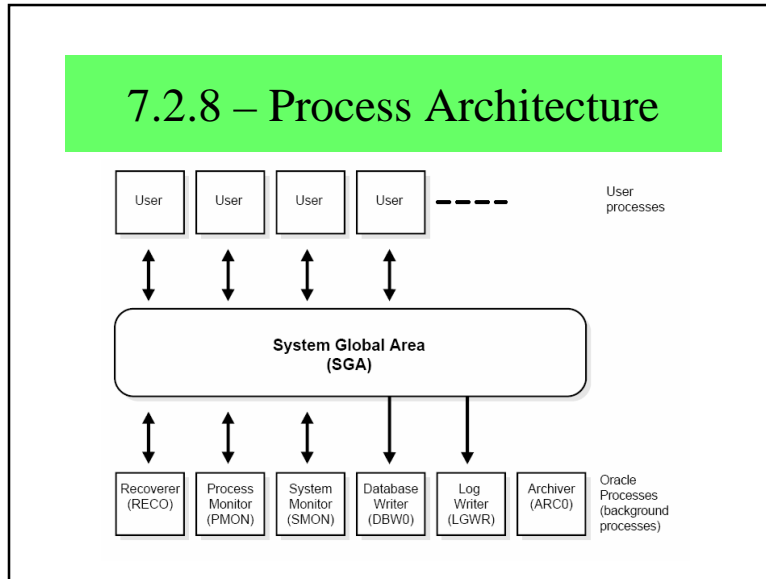 7.2.8 – Process Architecture
User
User
User
User
User
processes
System Global Area
(SGA)
Recoverer
(RECO)
Process
Monitor
(PMON)
System
Monitor
(SMON)
Database
Writer
(DBW0)
Log
Writer
(LGWR)
Archiver
(ARC0)
Oracle
Processes
(background
processes)